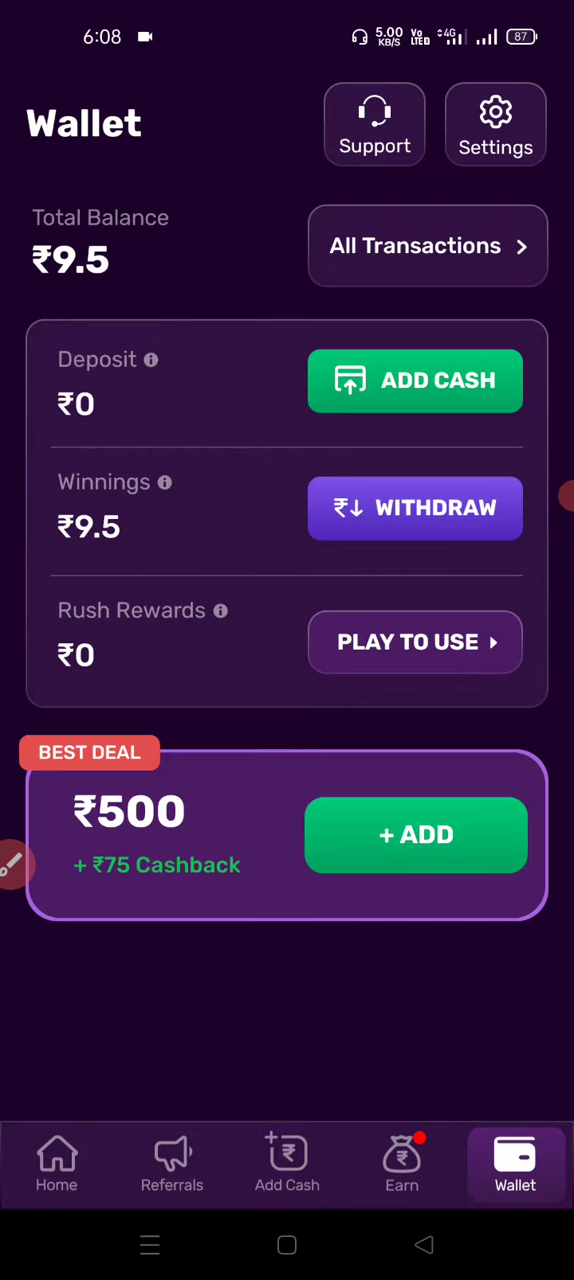 6:08
5.00 KB/S
Vo LTE
4G
87
Wallet
Support
Settings
Total Balance
₹9.5
All Transactions
Deposit
₹0
ADD CASH
Winnings
₹9.5
₹↓ WITHDRAW
Rush Rewards
₹0
PLAY TO USE
BEST DEAL
₹500
+ ₹75 Cashback
+ ADD
Home
Referrals
Add Cash
Earn
Wallet